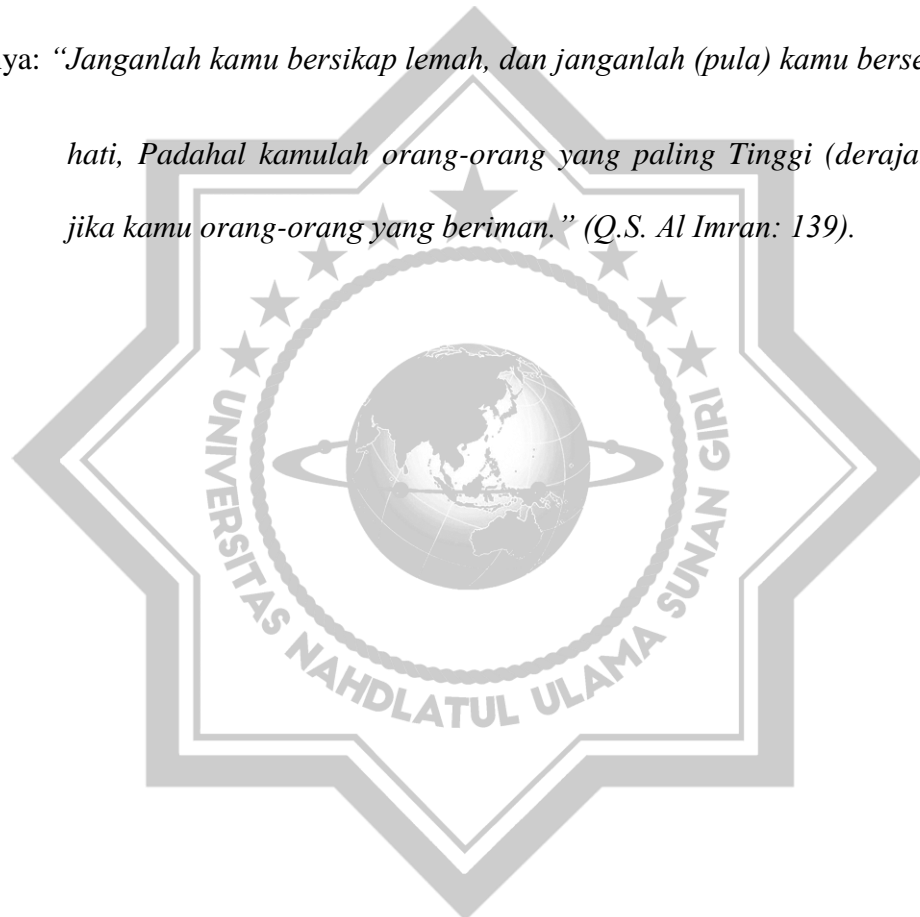 ya: “Janganlah kamu bersikap lemah, dan janganlah (pula) kamu berse
hati, Padahal kamulah orang-orang yang paling Tinggi (deraja
jika kamu orang-orang yang beriman.” (Q.S. Al Imran: 139).
UNIVERSITAS NAHDLATUL ULAMA SUNAN GIRI